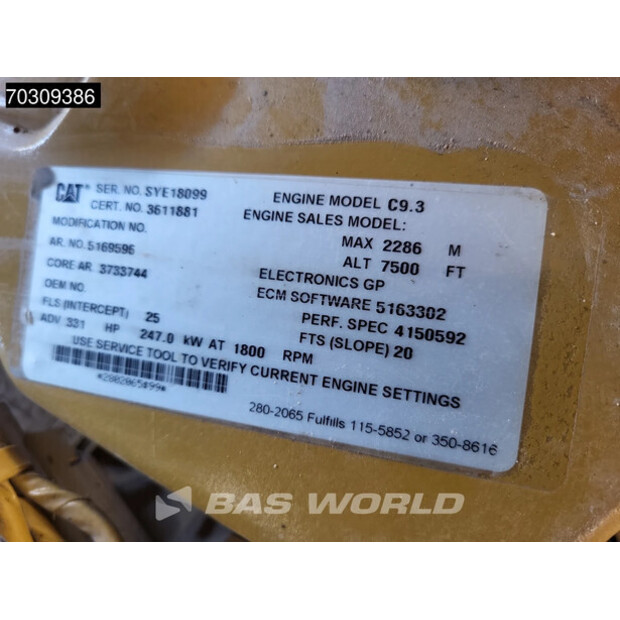 70309386
CAT® SER. NO. SYE18099 ENGINE MODEL C9.3
CERT. NO. 3611881 ENGINE SALES MODEL:
MODIFICATION NO. MAX 2286 M
AR. NO. 5169596 ALT 7500 FT
CORE AR. 3733744 ELECTRONICS GP
OEM NO. ECM SOFTWARE 5163302
FLS (INTERCEPT) 25 PERF. SPEC 4150592
ADV 331 HP 247.0 kW AT 1800 RPM FTS (SLOPE) 20
USE SERVICE TOOL TO VERIFY CURRENT ENGINE SETTINGS
280-2065 Fulfills 115-5852 or 350-8616
BAS WORLD